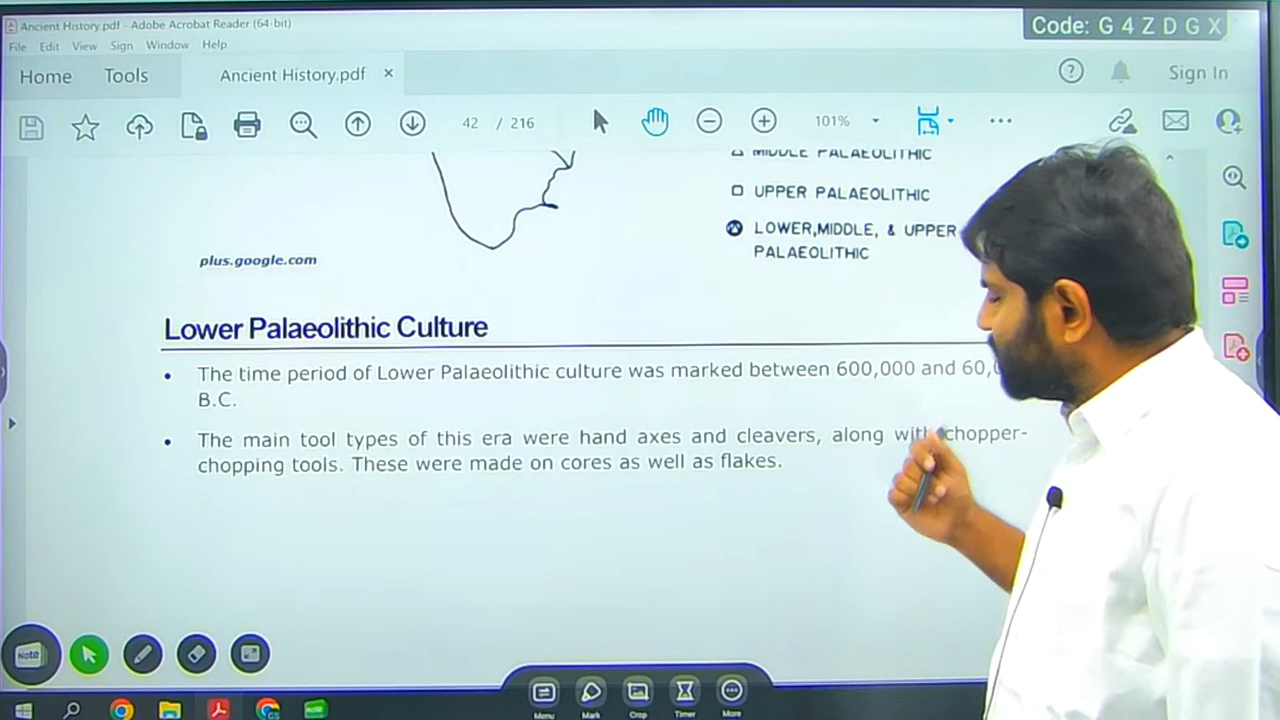 Ancient History.pdf - Adobe Acrobat Reader (64-bit)
Code: G 4 Z D G X
File Edit View Sign Window Help
Home Tools Ancient History.pdf × Sign In
42 / 216 101%
MIDDLE PALAEOLITHIC
UPPER PALAEOLITHIC
LOWER,MIDDLE, & UPPER
PALAEOLITHIC
plus.google.com
Lower Palaeolithic Culture
• The time period of Lower Palaeolithic culture was marked between 600,000 and
B.C.
• The main tool types of this era were hand axes and cleavers, along with chopper-
chopping tools. These were made on cores as well as flakes.
Note
Menu Mark Crop Timer More